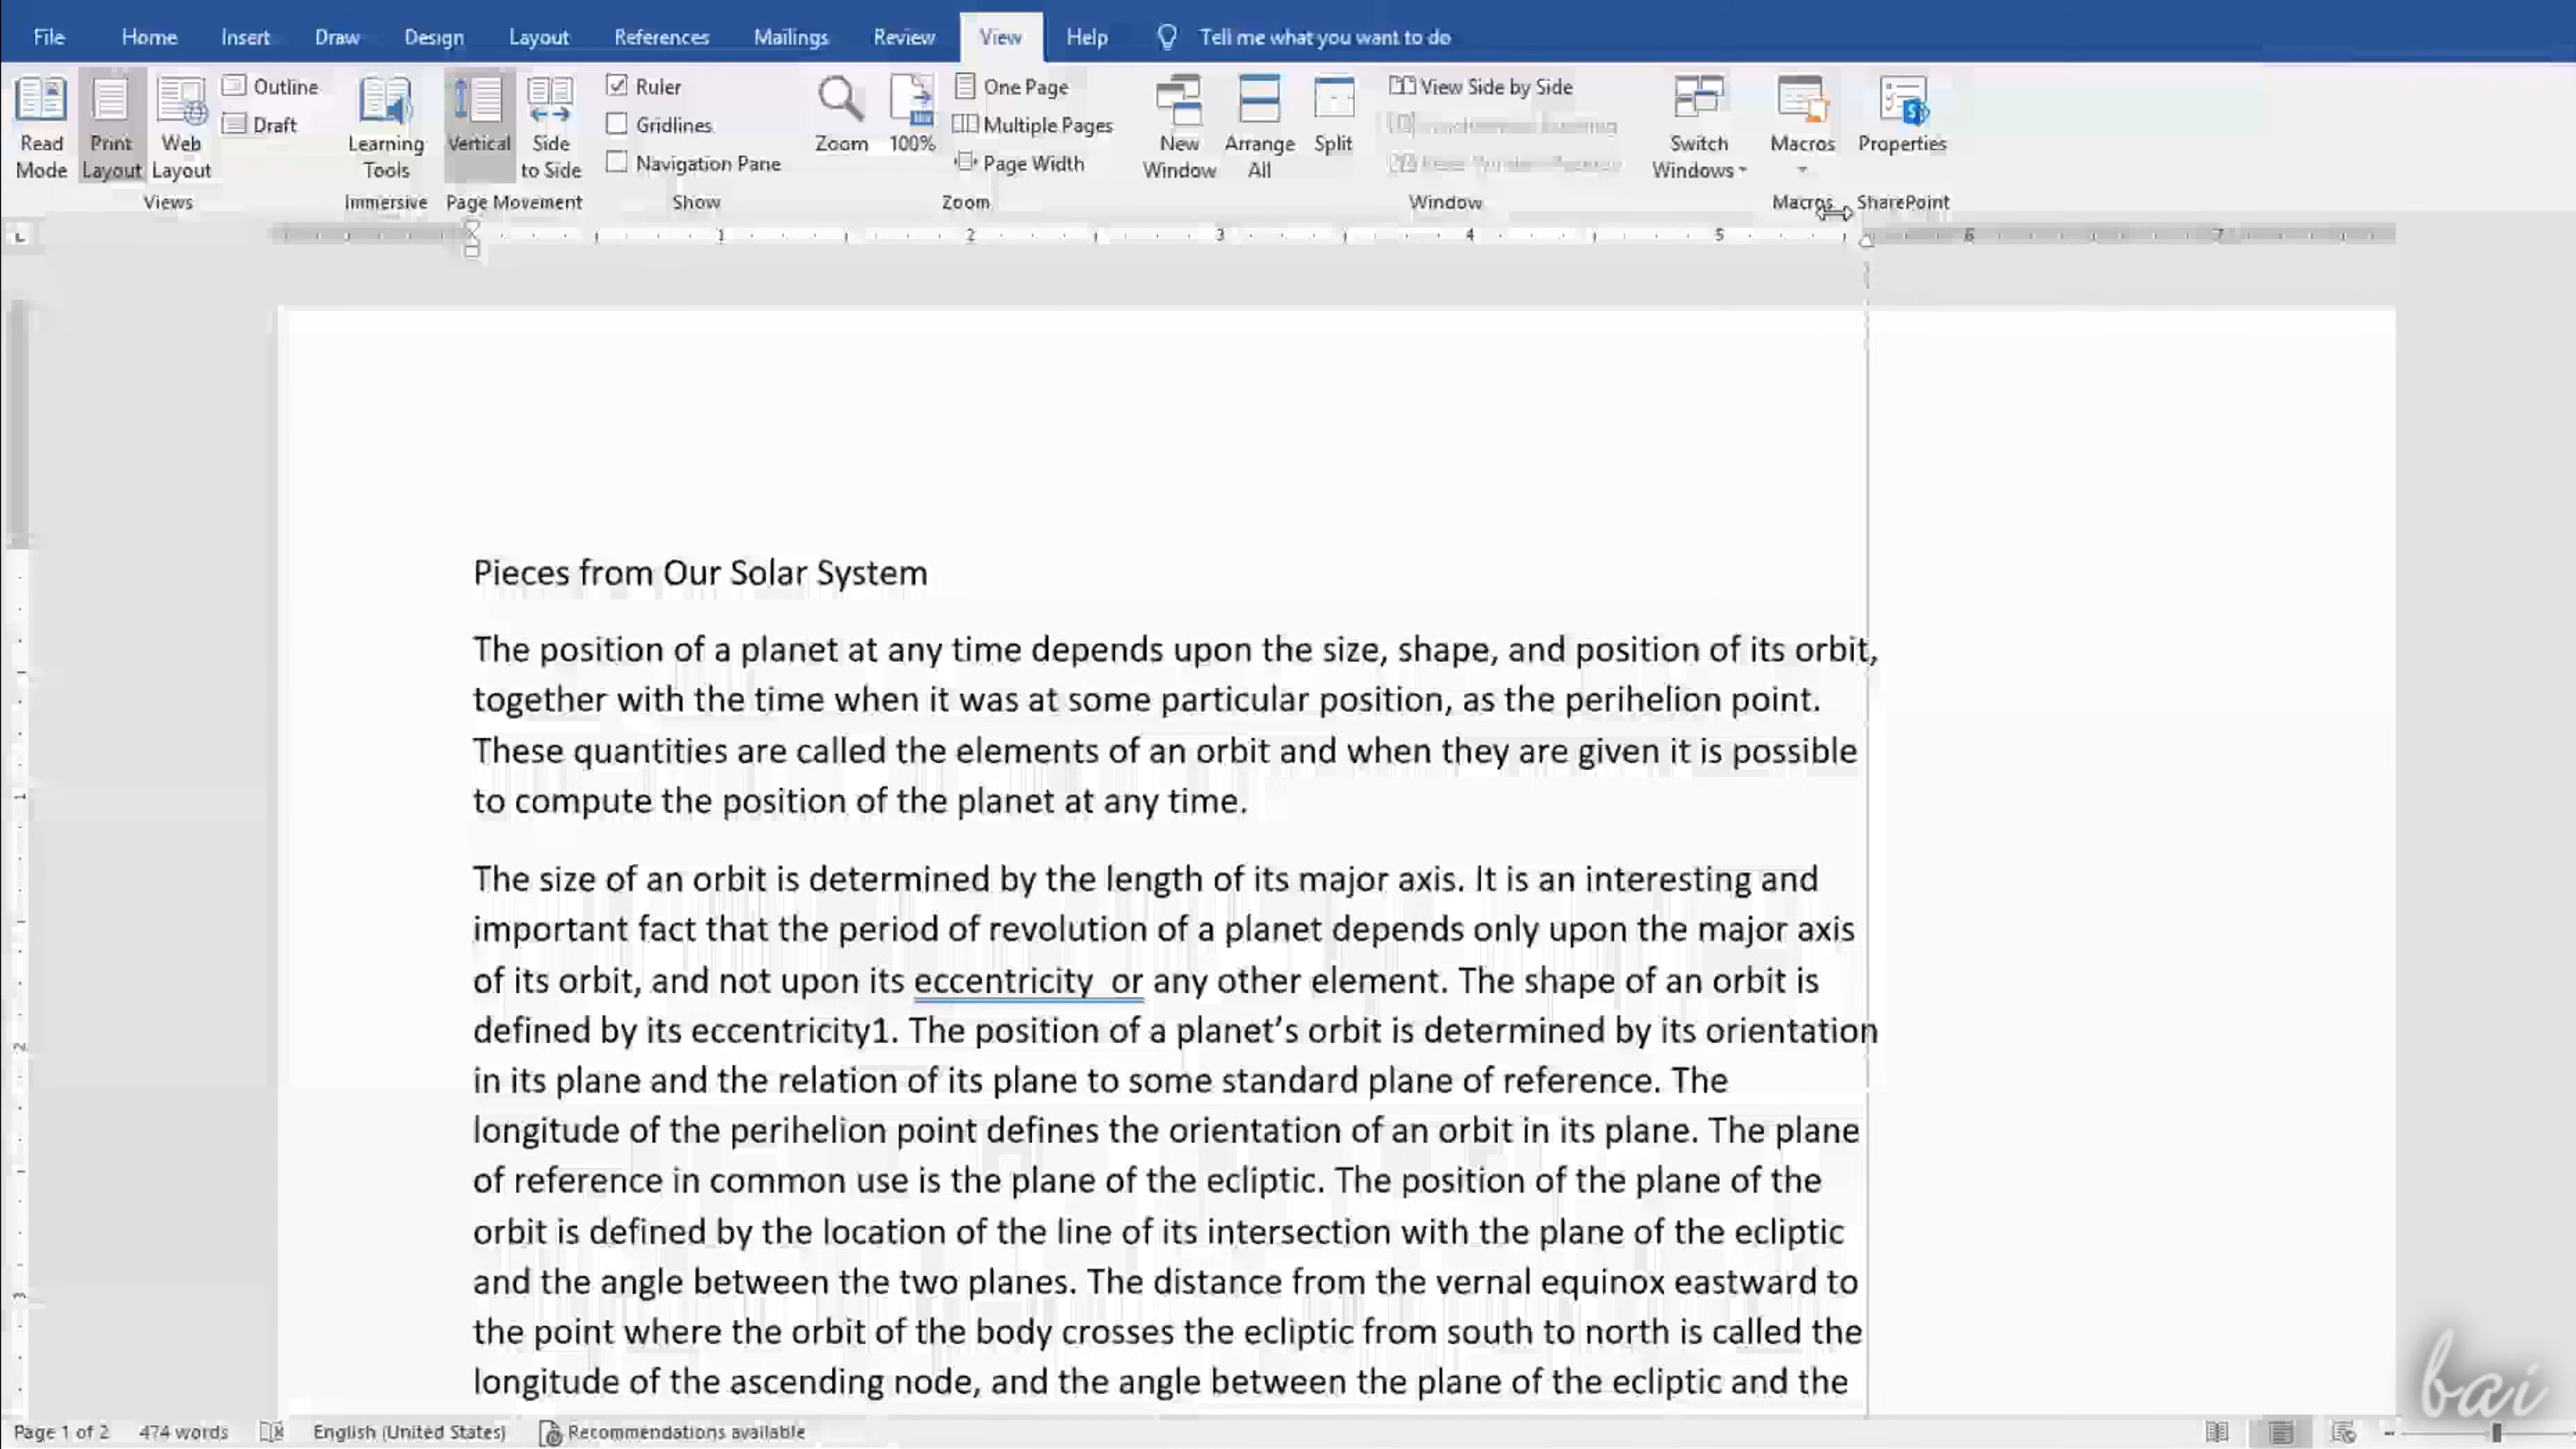 File Home Insert Draw Design Layout References Mailings Review View Help Tell me what you want to do
Read Mode
Print Layout
Web Layout
Outline
Draft
Views
Learning Tools
Immersive
Vertical
Side to Side
Page Movement
Ruler
Gridlines
Navigation Pane
Show
Zoom
100%
One Page
Multiple Pages
Page Width
Zoom
New Window
Arrange All
Split
View Side by Side
Window
Switch Windows
Macros
Macros
Properties
SharePoint
1 2 3 4 5 6 7
Pieces from Our Solar System
The position of a planet at any time depends upon the size, shape, and position of its orbit,
together with the time when it was at some particular position, as the perihelion point.
These quantities are called the elements of an orbit and when they are given it is possible
to compute the position of the planet at any time.
The size of an orbit is determined by the length of its major axis. It is an interesting and
important fact that the period of revolution of a planet depends only upon the major axis
of its orbit, and not upon its eccentricity  or any other element. The shape of an orbit is
defined by its eccentricity1. The position of a planet’s orbit is determined by its orientation
in its plane and the relation of its plane to some standard plane of reference. The
longitude of the perihelion point defines the orientation of an orbit in its plane. The plane
of reference in common use is the plane of the ecliptic. The position of the plane of the
orbit is defined by the location of the line of its intersection with the plane of the ecliptic
and the angle between the two planes. The distance from the vernal equinox eastward to
the point where the orbit of the body crosses the ecliptic from south to north is called the
longitude of the ascending node, and the angle between the plane of the ecliptic and the
1
2
3
Page 1 of 2 474 words English (United States) Recommendations available
bai